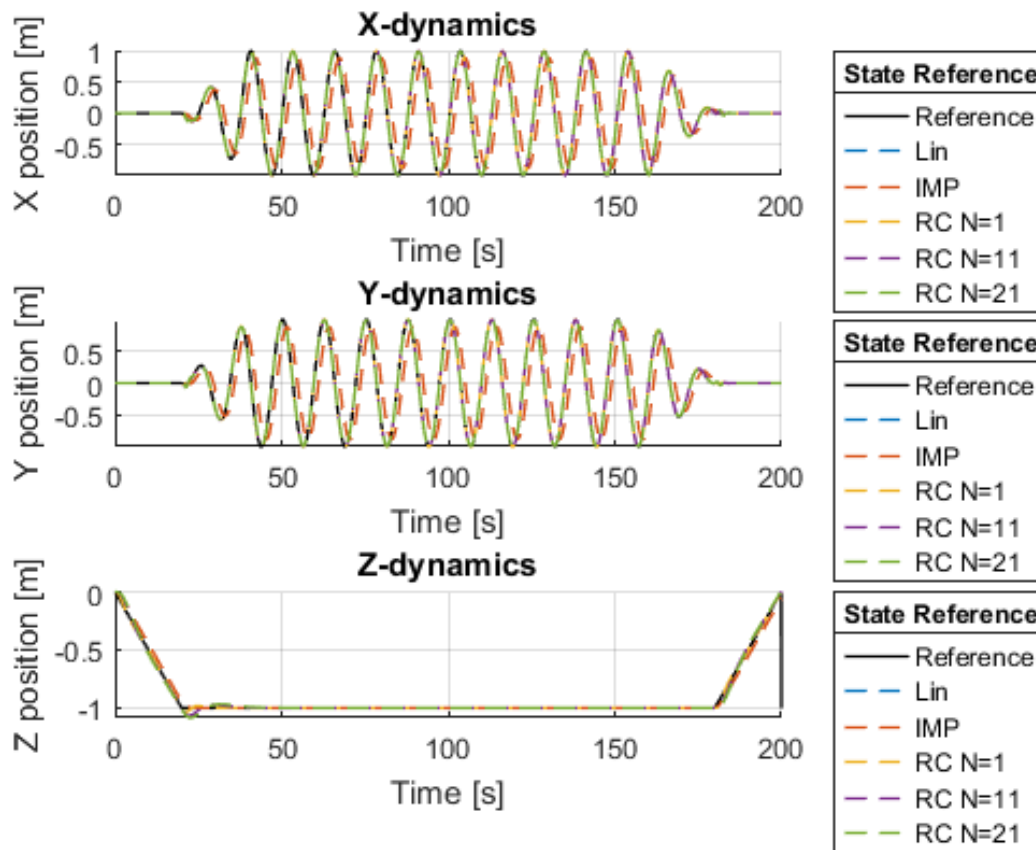 X-dynamics
X position [m]
1
0.5
0
-0.5
0 50 100 150 200
Time [s]
State Reference
Reference
Lin
IMP
RC N=1
RC N=11
RC N=21
Y-dynamics
Y position [m]
0.5
0
-0.5
0 50 100 150 200
Time [s]
State Reference
Reference
Lin
IMP
RC N=1
RC N=11
RC N=21
Z-dynamics
Z position [m]
0
-0.5
-1
0 50 100 150 200
Time [s]
State Reference
Reference
Lin
IMP
RC N=1
RC N=11
RC N=21